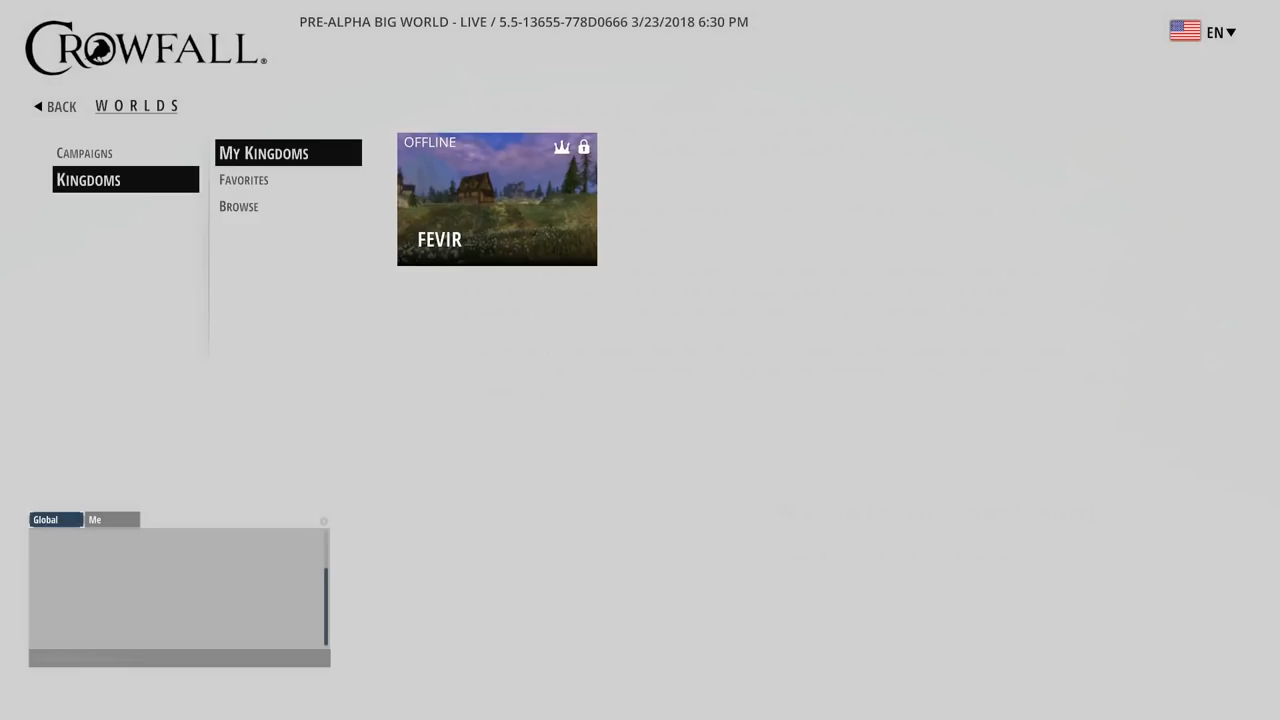 PRE-ALPHA BIG WORLD - LIVE / 5.5-13655-778D0666 3/23/2018 6:30 PM
CROWFALL®
EN
BACK WORLDS
CAMPAIGNS
KINGDOMS
MY KINGDOMS
FAVORITES
BROWSE
OFFLINE
FEVIR
Global Me